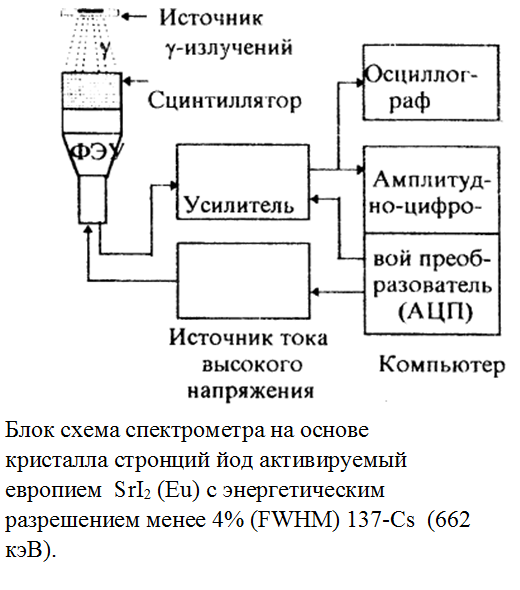 Источник
γ-излучений
γ
Сцинтиллятор
ФЭУ
Осциллог-
раф
Усилитель
Амплитуд-
но-цифро-
вой преоб-
разователь
(АЦП)
Источник тока
высокого
напряжения
Компьютер
Блок схема спектрометра на основе
кристалла стронций йод активируемый
европием SrI₂ (Eu) с энергетическим
разрешением менее 4% (FWHM) 137-Cs (662
кэВ).